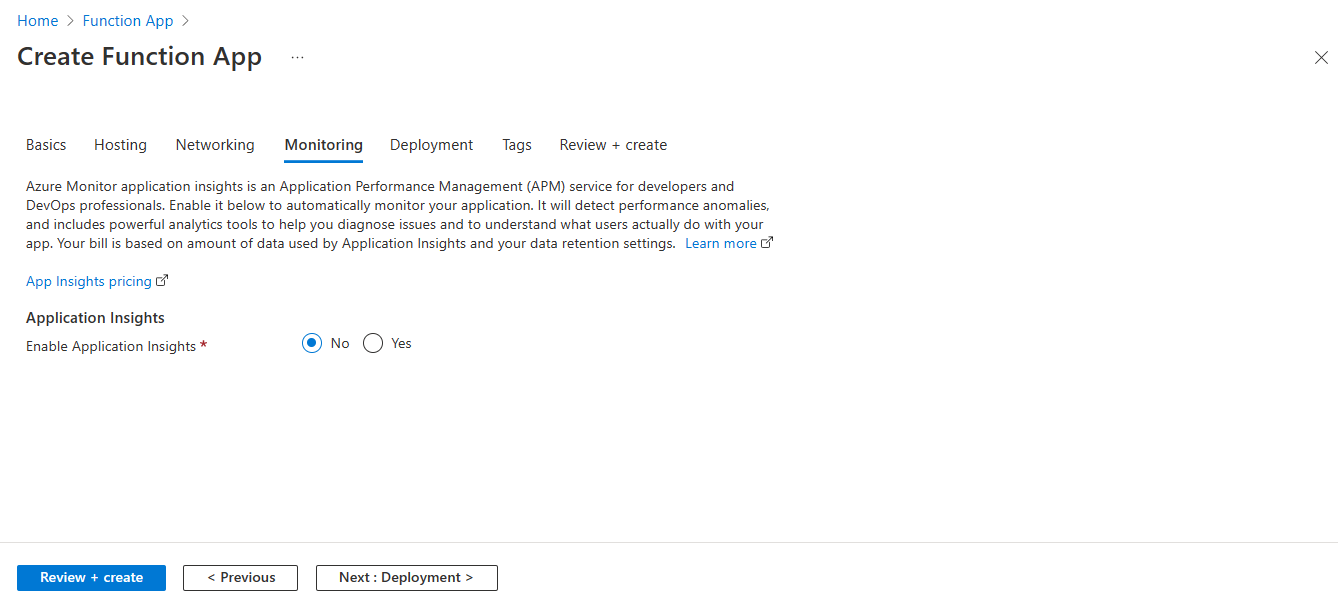 Home > Function App >
Create Function App ...
Basics Hosting Networking Monitoring Deployment Tags Review + create
Azure Monitor application insights is an Application Performance Management (APM) service for developers and
DevOps professionals. Enable it below to automatically monitor your application. It will detect performance anomalies,
and includes powerful analytics tools to help you diagnose issues and to understand what users actually do with your
app. Your bill is based on amount of data used by Application Insights and your data retention settings. Learn more
App Insights pricing
Application Insights
Enable Application Insights * No Yes
Review + create < Previous Next : Deployment >